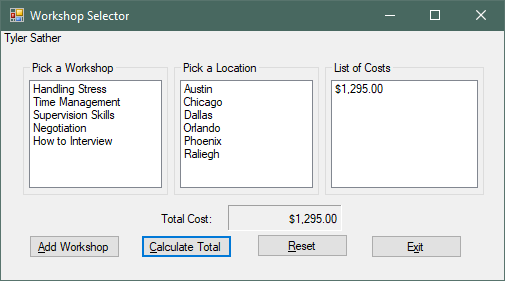 Workshop Selector
Tyler Sather
Pick a Workshop
Handling Stress
Time Management
Supervision Skills
Negotiation
How to Interview
Pick a Location
Austin
Chicago
Dallas
Orlando
Phoenix
Raliegh
List of Costs
$1,295.00
Total Cost:
$1,295.00
Add Workshop
Calculate Total
Reset
Exit